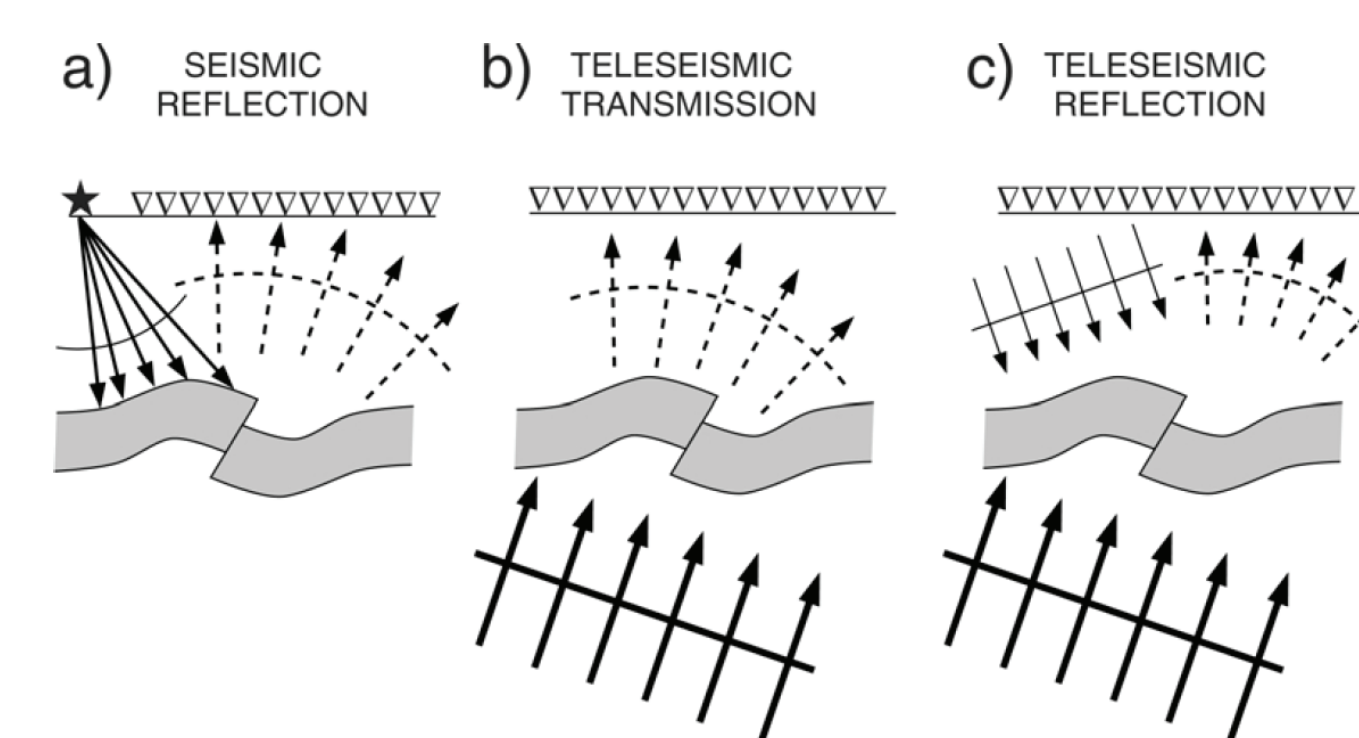 a) SEISMIC
REFLECTION
b) TELESEISMIC
TRANSMISSION
c) TELESEISMIC
REFLECTION